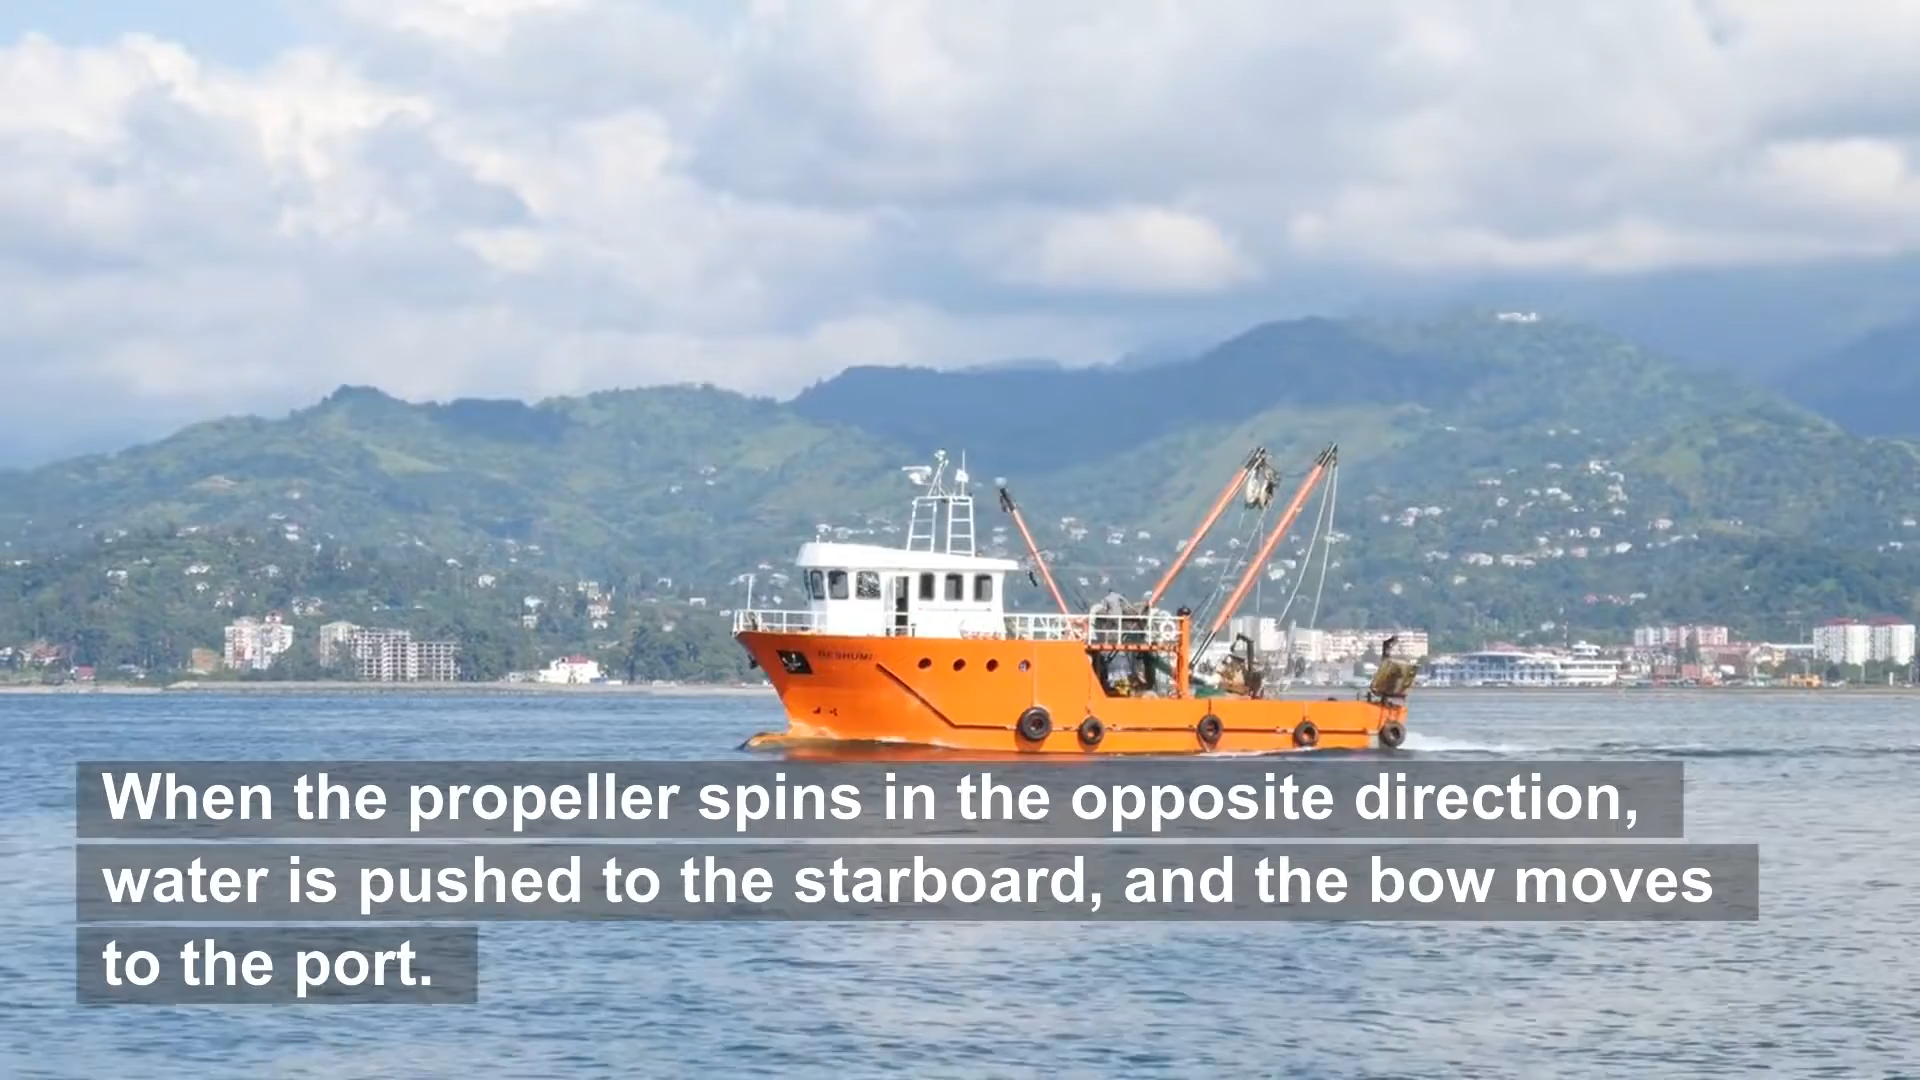 BESHUMI
When the propeller spins in the opposite direction,
water is pushed to the starboard, and the bow moves
to the port.